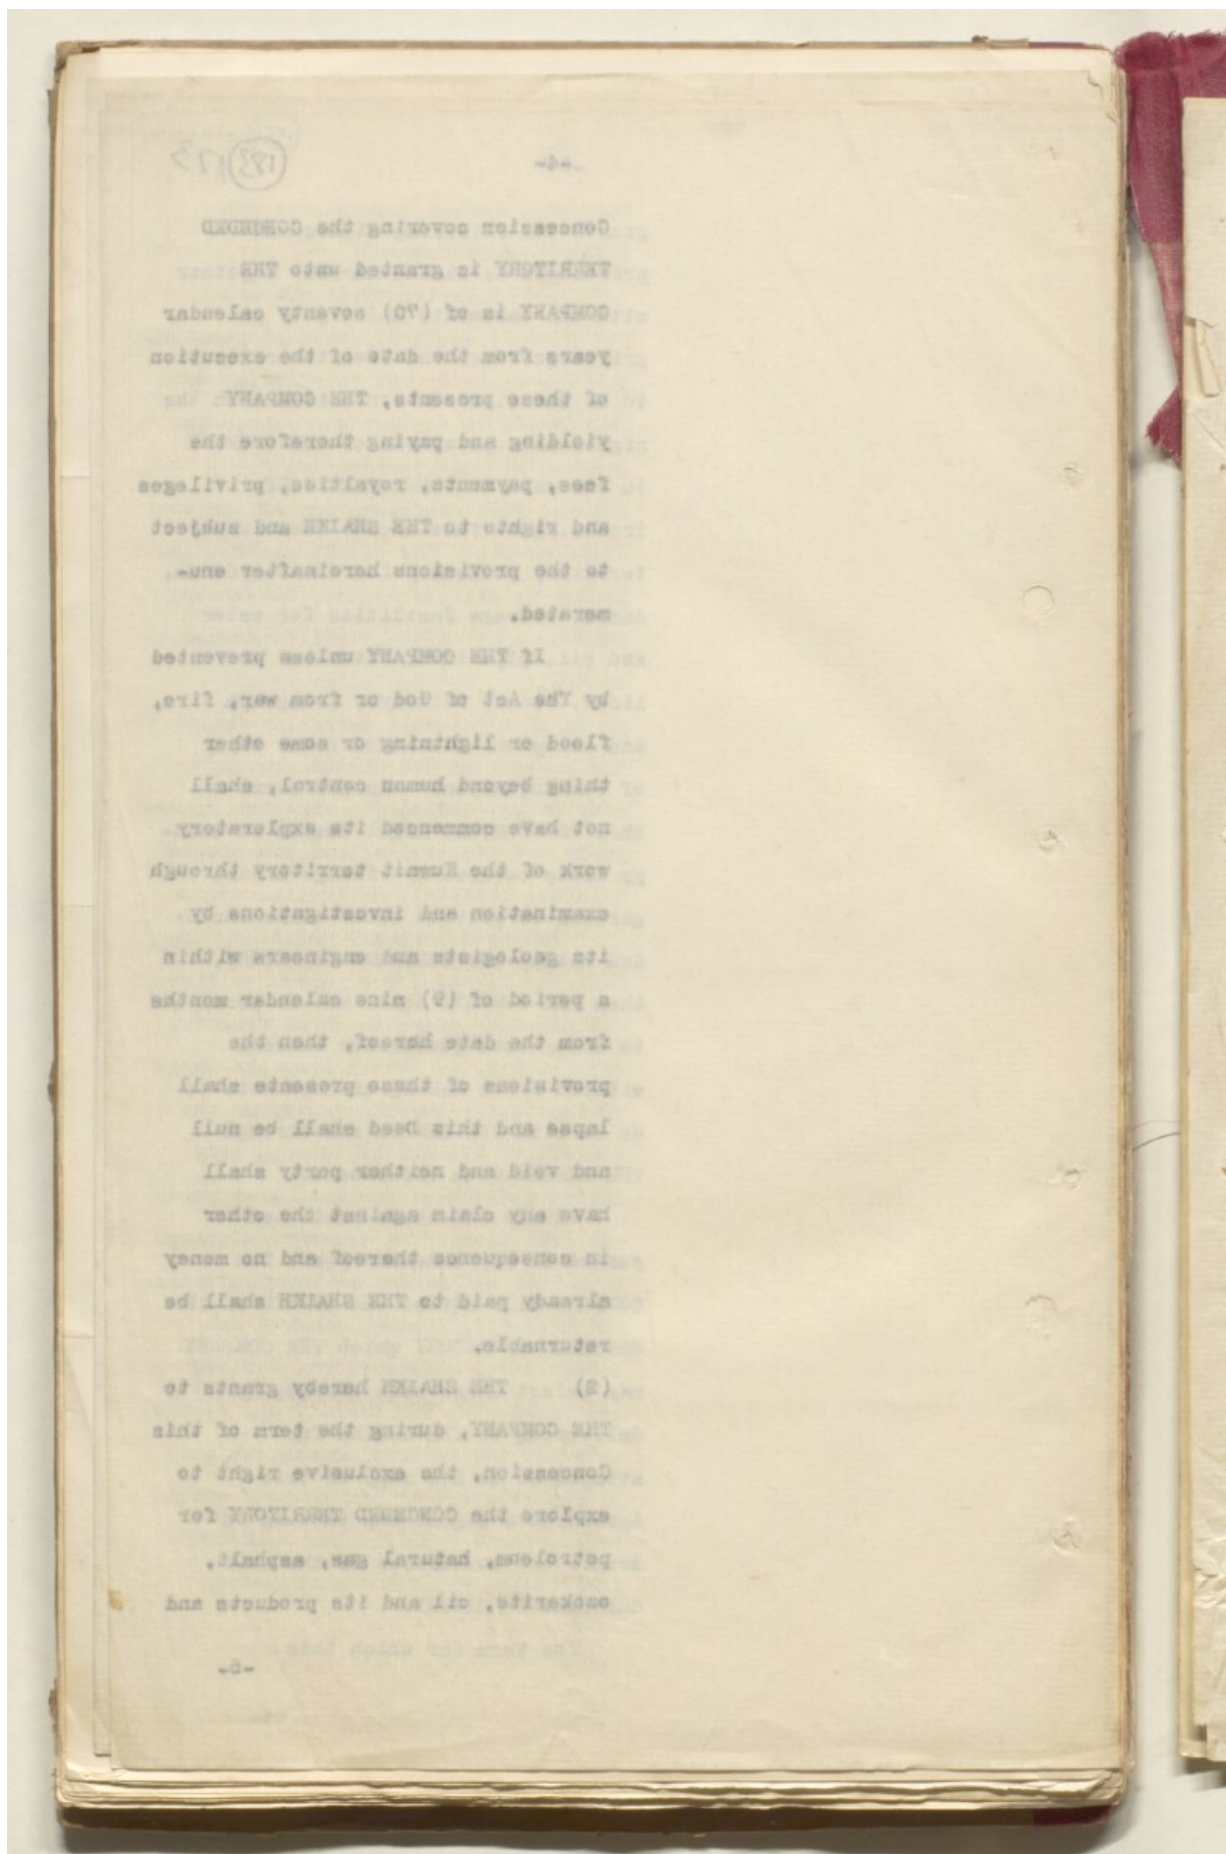 -4-
(183) 173
Concession covering the CONCEDED
TERRITORY is granted unto THE
COMPANY is of (70) seventy calendar
years from the date of the execution
of these presents, THE COMPANY
yielding and paying therefore the
fees, payments, royalties, privileges
and rights to THE SHAIKH and subject
to the provisions hereinafter enu-
merated.
If THE COMPANY unless prevented
by The Act of God or from war, fire,
flood or lightning or some other
thing beyond human control, shall
not have commenced its exploratory
work of the Kuwait territory through
examination and investigations by
its geologists and engineers within
a period of (9) nine calendar months
from the date hereof, then the
provisions of these presents shall
lapse and this Deed shall be null
and void and neither party shall
have any claim against the other
in consequence thereof and no money
already paid to THE SHAIKH shall be
returnable.
(2) THE SHAIKH hereby grants to
THE COMPANY, during the term of this
Concession, the exclusive right to
explore the CONCEDED TERRITORY for
petroleum, natural gas, asphalt,
ozokerite, oil and its products and
-5-